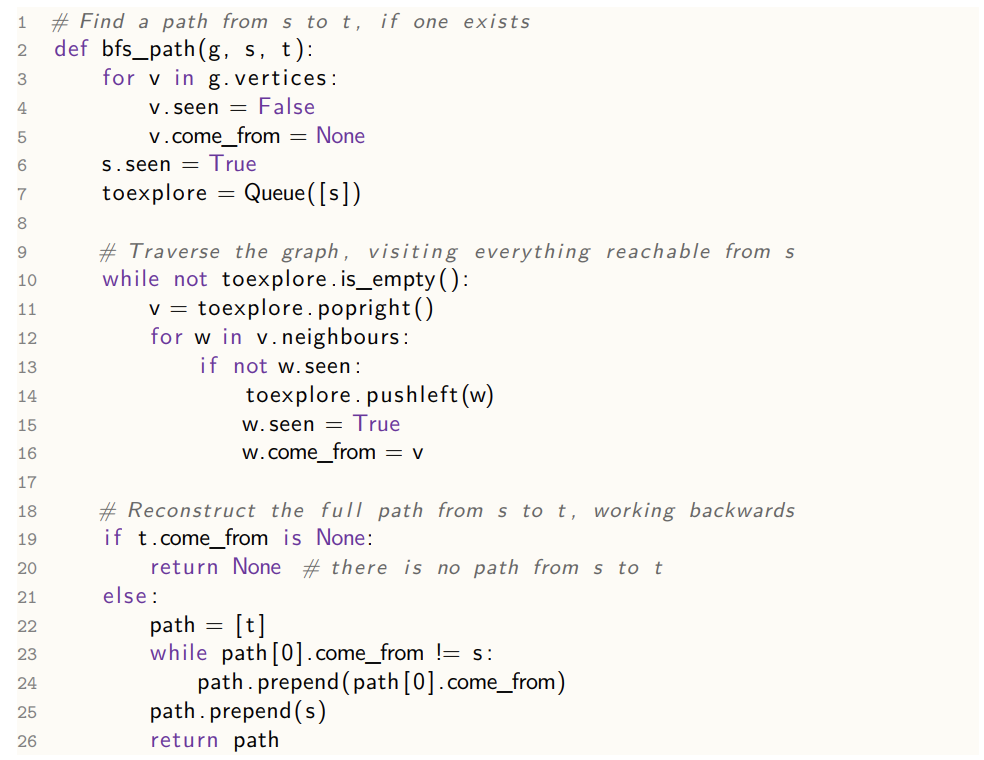 1 # Find a path from s to t, if one exists
2 def bfs_path(g, s, t):
3     for v in g.vertices:
4         v.seen = False
5         v.come_from = None
6     s.seen = True
7     toexplore = Queue([s])
8
9     # Traverse the graph, visiting everything reachable from s
10     while not toexplore.is_empty():
11         v = toexplore.popright()
12         for w in v.neighbours:
13             if not w.seen:
14                 toexplore.pushleft(w)
15                 w.seen = True
16                 w.come_from = v
17
18     # Reconstruct the full path from s to t, working backwards
19     if t.come_from is None:
20         return None  # there is no path from s to t
21     else:
22         path = [t]
23         while path[0].come_from != s:
24             path.prepend(path[0].come_from)
25         path.prepend(s)
26         return path